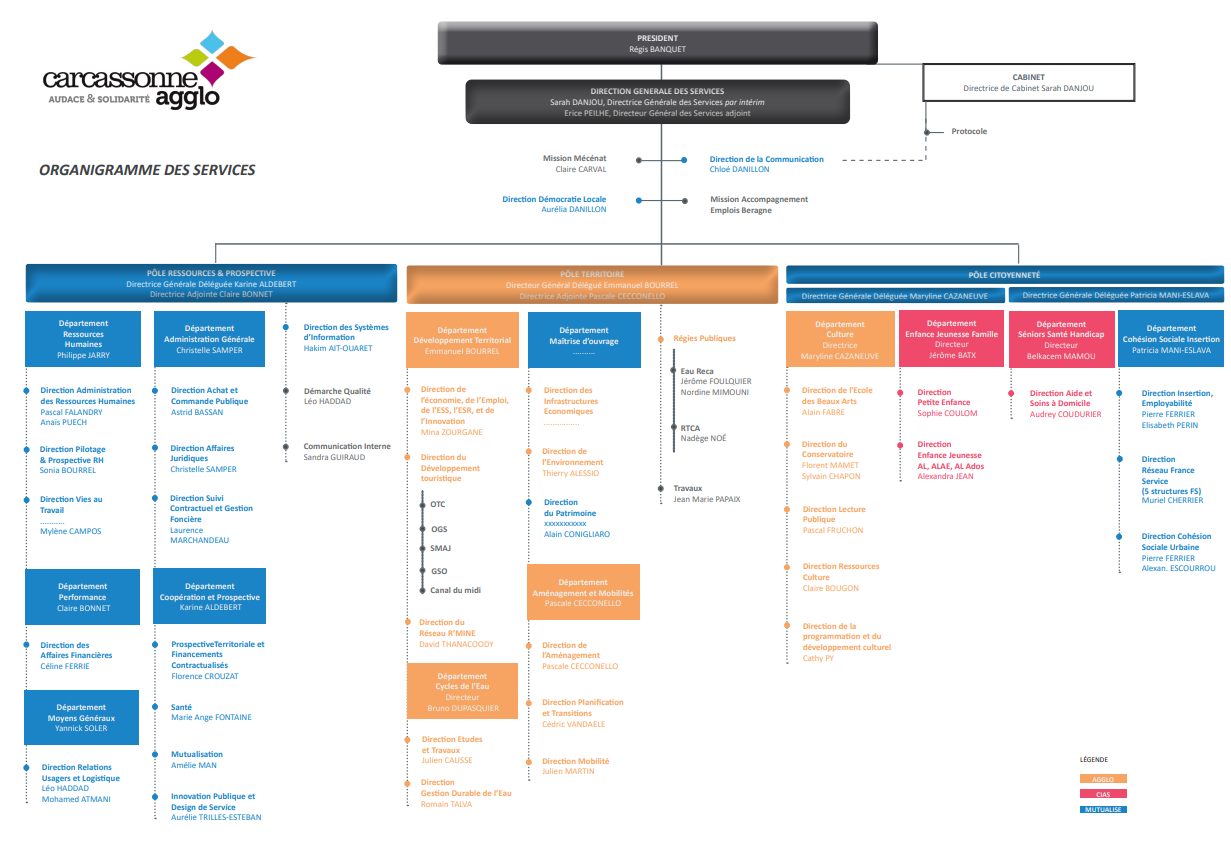 carcassonne
AUDACE & SOLIDARITÉ agglo
ORGANIGRAMME DES SERVICES
PRESIDENT
Régis BANQUET
DIRECTION GENERALE DES SERVICES
Sarah DANJOU, Directrice Générale des Services par intérim
Erice PEILHE, Directeur Général des Services adjoint
CABINET
Directrice de Cabinet Sarah DANJOU
Protocole
Mission Mécénat
Claire CARVAL
Direction de la Communication
Chloé DANILLON
Direction Démocratie Locale
Aurélia DANILLON
Mission Accompagnement
Emplois Beragne
PÔLE RESSOURCES & PROSPECTIVE
Directrice Générale Déléguée Karine ALDEBERT
Directrice Adjointe Claire BONNET
Département
Ressources
Humaines
Philippe JARRY
Direction Administration
des Ressources Humaines
Pascal FALANDRY
Anaïs PUECH
Direction Pilotage
& Prospective RH
Sonia BOURREL
Direction Vies au
Travail
...........
Mylène CAMPOS
Département
Performance
Claire BONNET
Direction des
Affaires Financières
Céline FERRIE
Département
Moyens Généraux
Yannick SOLER
Direction Relations
Usagers et Logistique
Léo HADDAD
Mohamed ATMANI
Département
Administration Générale
Christelle SAMPER
Direction Achat et
Commande Publique
Astrid BASSAN
Direction Affaires
Juridiques
Christelle SAMPER
Direction Suivi
Contractuel et Gestion
Foncière
Laurence
MARCHANDEAU
Département
Coopération et Prospective
Karine ALDEBERT
ProspectiveTerritoriale et
Financements
Contractualisés
Florence CROUZAT
Santé
Marie Ange FONTAINE
Mutualisation
Amélie MAN
Innovation Publique et
Design de Service
Aurélie TRILLES-ESTEBAN
Direction des Systèmes
d'Information
Hakim AIT-OUARET
Démarche Qualité
Léo HADDAD
Communication Interne
Sandra GUIRAUD
PÔLE TERRITOIRE
Directeur Général Délégué Emmanuel BOURREL
Directrice Adjointe Pascale CECCONELLO
Département
Développement Territorial
Emmanuel BOURREL
Direction de
l'économie, de l'Emploi,
de l'ESS, l'ESR, et de
l'Innovation
Mina ZOURGANE
Direction du
Développement
touristique
OTC
OGS
SMAJ
GSO
Canal du midi
Direction du
Réseau R'MINE
David THANACOODY
Département
Cycles de l'Eau
Directeur
Bruno DUPASQUIER
Direction Etudes
et Travaux
Julien CAUSSE
Direction
Gestion Durable de l'Eau
Romain TALVA
Département
Maîtrise d'ouvrage
..........
Direction des
Infrastructures
Economiques
................
Direction de
l'Environnement
Thierry ALESSIO
Direction
du Patrimoine
xxxxxxxxxxx
Alain CONIGLIARO
Département
Aménagement et Mobilités
Pascale CECCONELLO
Direction de
l'Aménagement
Pascale CECCONELLO
Direction Planification
et Transitions
Cédric VANDAELE
Direction Mobilité
Julien MARTIN
Régies Publiques
Eau Reca
Jérôme FOULQUIER
Nordine MIMOUNI
RTCA
Nadège NOÉ
Travaux
Jean Marie PAPAIX
PÔLE CITOYENNETÉ
Directrice Générale Déléguée Maryline CAZANEUVE
Directrice Générale Déléguée Patricia MANI-ESLAVA
Département
Culture
Directrice
Maryline CAZANEUVE
Direction de l'Ecole
des Beaux Arts
Alain FABRE
Direction du
Conservatoire
Florent MAMET
Sylvain CHAPON
Direction Lecture
Publique
Pascal FRUCHON
Direction Ressources
Culture
Claire BOUGON
Direction de la
programmation et du
développement culturel
Cathy PY
Département
Enfance Jeunesse Famille
Directeur
Jérôme BATX
Direction
Petite Enfance
Sophie COULOM
Direction
Enfance Jeunesse
AL, ALAE, AL Ados
Alexandra JEAN
Département
Séniors Santé Handicap
Directeur
Belkacem MAMOU
Direction Aide et
Soins à Domicile
Audrey COUDURIER
Département
Cohésion Sociale Insertion
Patricia MANI-ESLAVA
Direction Insertion,
Employabilité
Pierre FERRIER
Elisabeth PERIN
Direction
Réseau France
Service
(5 structures FS)
Muriel CHERRIER
Direction Cohésion
Sociale Urbaine
Pierre FERRIER
Alexan. ESCOURROU
LÉGENDE
AGGLO
CIAS
MUTUALISE